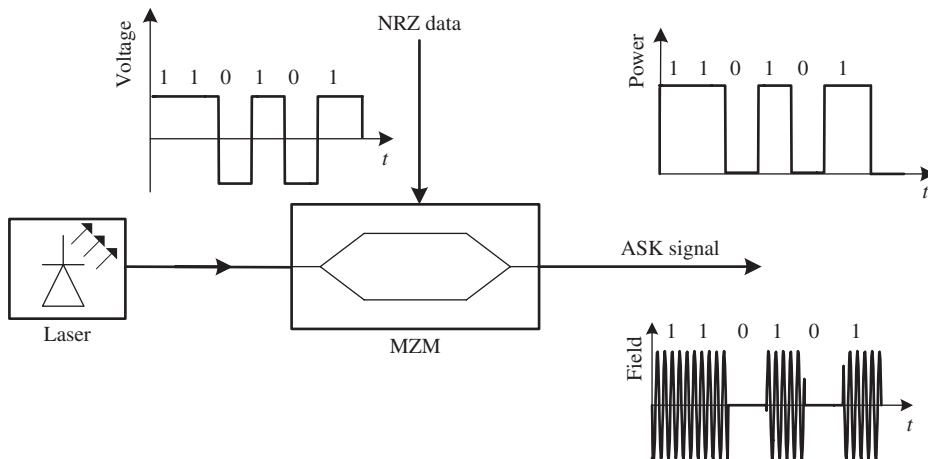 NRZ data
Voltage
1 1 0 1 0 1
t
Power
1 1 0 1 0 1
t
ASK signal
Laser
MZM
Field
1 1 0 1 0 1
t